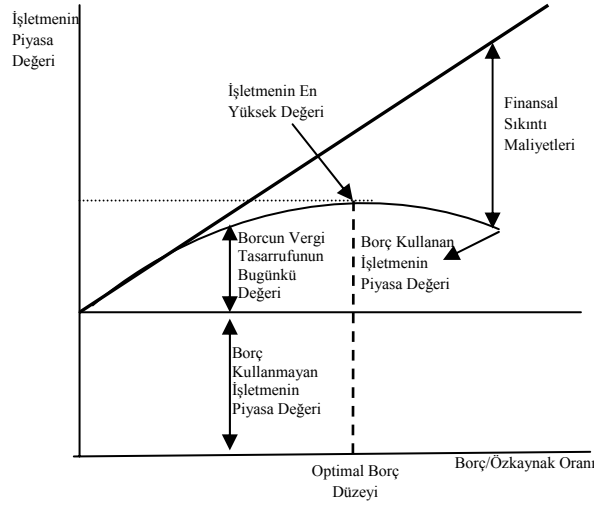 İşletmenin
Piyasa
Değeri
İşletmenin En
Yüksek Değeri
Finansal
Sıkıntı
Maliyetleri
Borcun Vergi
Tasarrufunun
Bugünkü
Değeri
Borç Kullanan
İşletmenin
Piyasa Değeri
Borç
Kullanmayan
İşletmenin
Piyasa Değeri
Optimal Borç
Düzeyi
Borç/Özkaynak Oranı